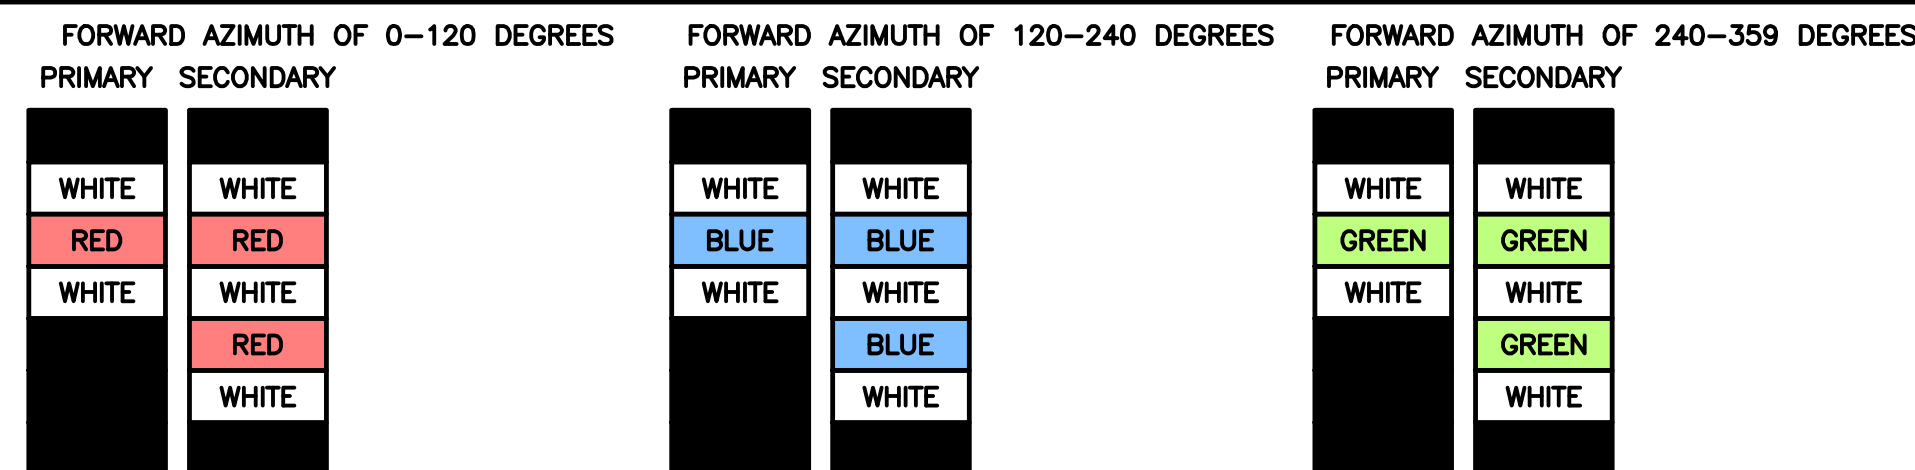 FORWARD AZIMUTH OF 0-120 DEGREES
PRIMARY SECONDARY
WHITE WHITE
RED RED
WHITE WHITE
RED
WHITE
FORWARD AZIMUTH OF 120-240 DEGREES
PRIMARY SECONDARY
WHITE WHITE
BLUE BLUE
WHITE WHITE
BLUE
WHITE
FORWARD AZIMUTH OF 240-359 DEGREES
PRIMARY SECONDARY
WHITE WHITE
GREEN GREEN
WHITE WHITE
GREEN
WHITE